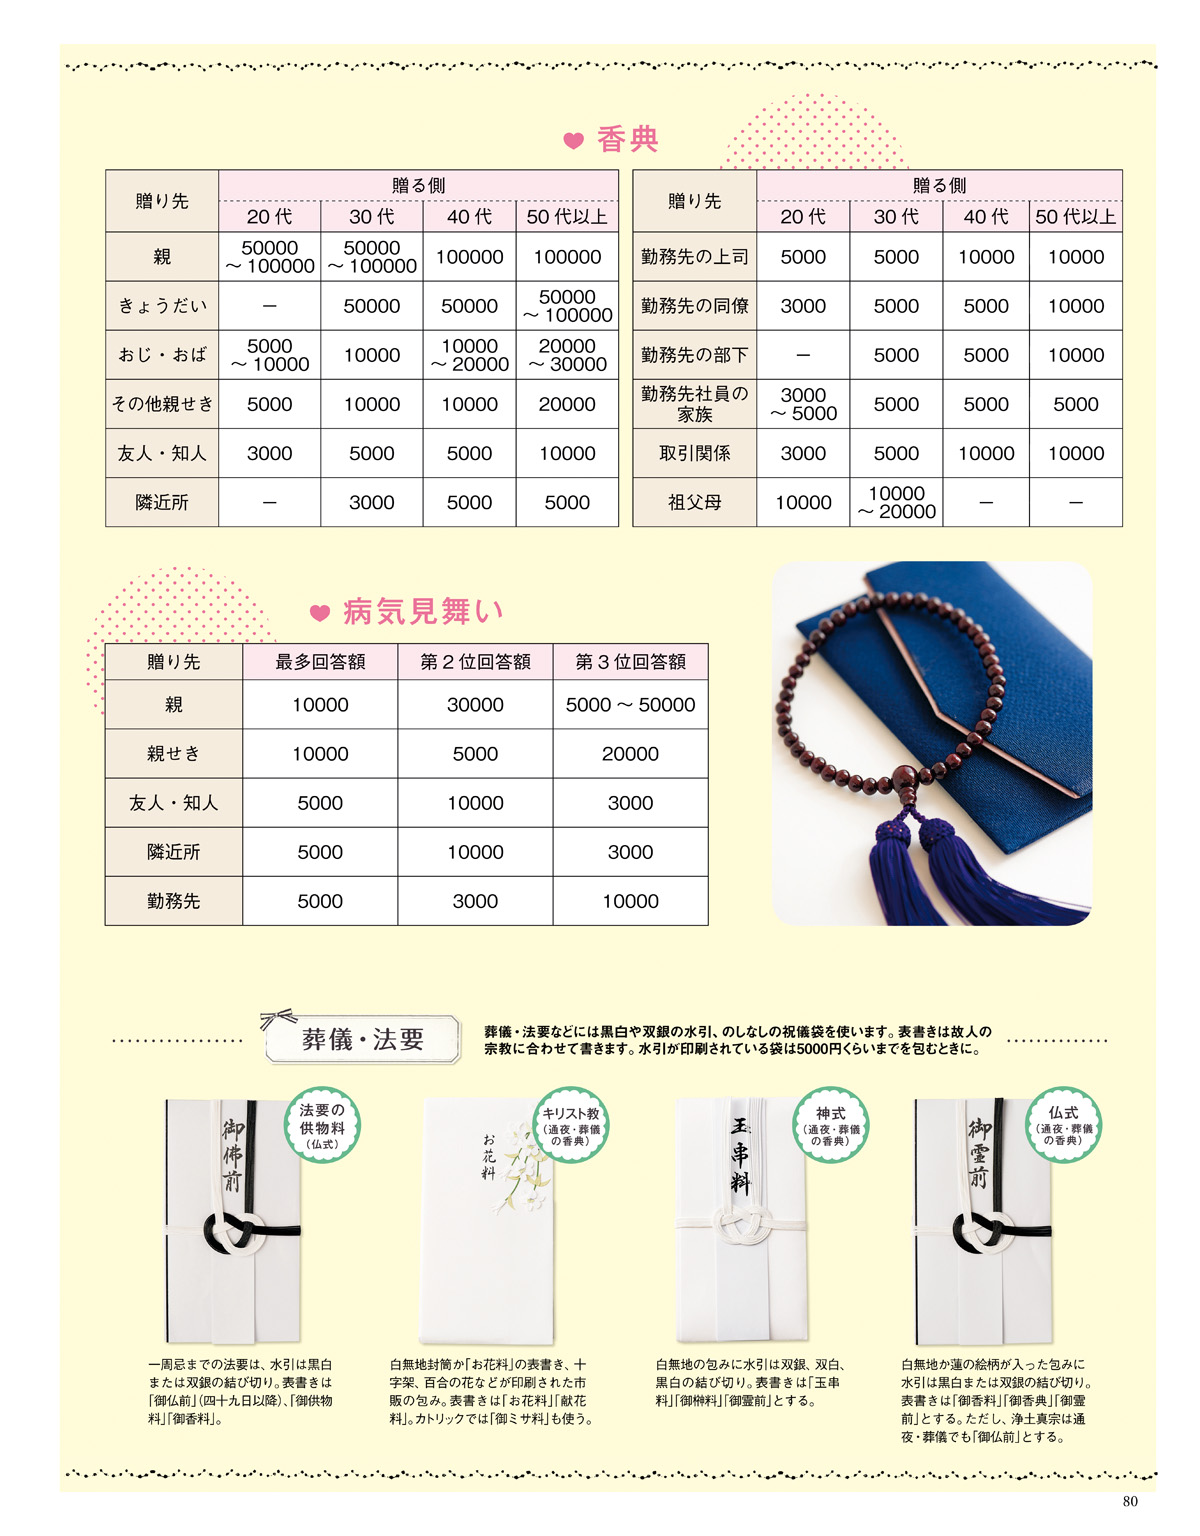 香典
贈り先 贈る側
20代 30代 40代 50代以上
親 50000～100000 50000～100000 100000 100000
きょうだい － 50000 50000 50000～100000
おじ・おば 5000～10000 10000 10000～20000 20000～30000
その他親せき 5000 10000 10000 20000
友人・知人 3000 5000 5000 10000
隣近所 － 3000 5000 5000
贈り先 贈る側
20代 30代 40代 50代以上
勤務先の上司 5000 5000 10000 10000
勤務先の同僚 3000 5000 5000 10000
勤務先の部下 － 5000 5000 10000
勤務先社員の家族 3000～5000 5000 5000 5000
取引関係 3000 5000 10000 10000
祖父母 10000 10000～20000 － －
病気見舞い
贈り先 最多回答額 第2位回答額 第3位回答額
親 10000 30000 5000～50000
親せき 10000 5000 20000
友人・知人 5000 10000 3000
隣近所 5000 10000 3000
勤務先 5000 3000 10000
葬儀・法要
葬儀・法要などには黒白や双銀の水引、のしなしの祝儀袋を使います。表書きは故人の
宗教に合わせて書きます。水引が印刷されている袋は5000円くらいまでを包むときに。
法要の
供物料
（仏式）
御佛前
一周忌までの法要は、水引は黒白
または双銀の結び切り。表書きは
「御仏前」（四十九日以降）、「御供物
料」「御香料」。
キリスト教
（通夜・葬儀
の香典）
お花料
白無地封筒か「お花料」の表書き、十
字架、百合の花などが印刷された市
販の包み。表書きは「お花料」「献花
料」。カトリックでは「御ミサ料」も使う。
神式
（通夜・葬儀
の香典）
玉串料
白無地の包みに水引は双銀、双白、
黒白の結び切り。表書きは「玉串
料」「御榊料」「御霊前」とする。
仏式
（通夜・葬儀
の香典）
御霊前
白無地か蓮の絵柄が入った包みに
水引は黒白または双銀の結び切り。
表書きは「御香料」「御香典」「御霊
前」とする。ただし、浄土真宗は通
夜・葬儀でも「御仏前」とする。
80